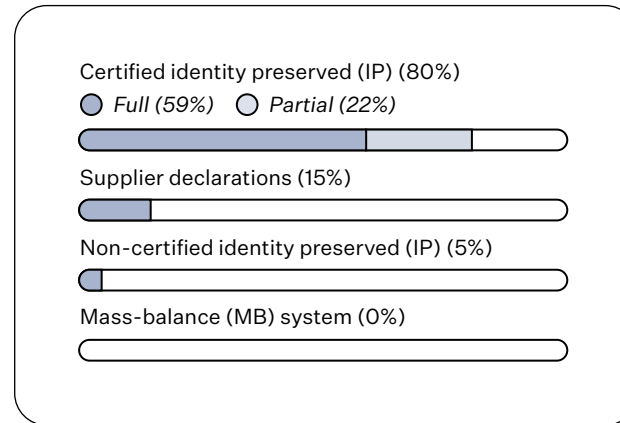 Certified identity preserved (IP) (80%)
Full (59%) Partial (22%)
Supplier declarations (15%)
Non-certified identity preserved (IP) (5%)
Mass-balance (MB) system (0%)